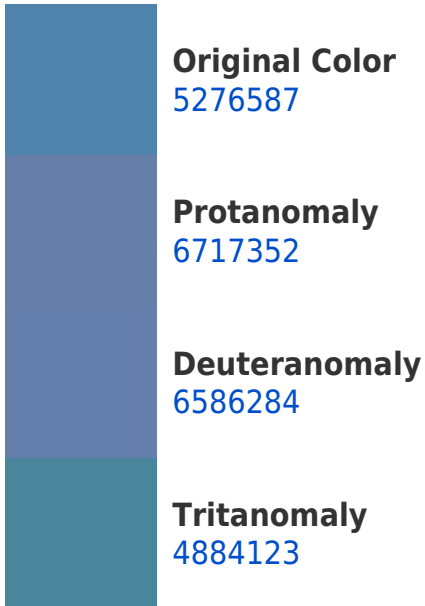 Original Color
5276587
Protanomaly
6717352
Deuteranomaly
6586284
Tritanomaly
4884123